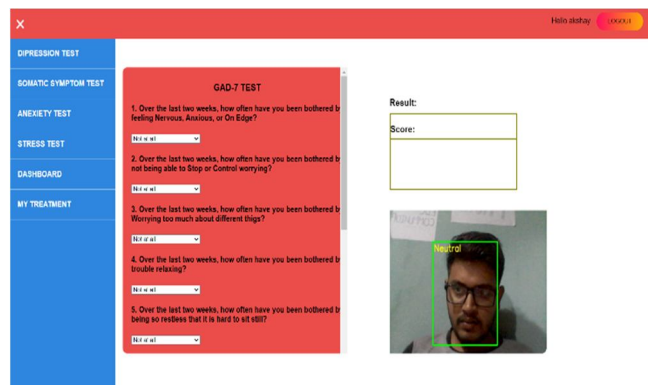 X
Hello akshay
LOGOUT
DIPRESSION TEST
SOMATIC SYMPTOM TEST
ANEXIETY TEST
STRESS TEST
DASHBOARD
MY TREATMENT
GAD-7 TEST
1. Over the last two weeks, how often have you been bothered by
feeling Nervous, Anxious, or On Edge?
Not at all
2. Over the last two weeks, how often have you been bothered by
not being able to Stop or Control worrying?
Not at all
3. Over the last two weeks, how often have you been bothered by
Worrying too much about different thigs?
Not at all
4. Over the last two weeks, how often have you been bothered by
trouble relaxing?
Not at all
5. Over the last two weeks, how often have you been bothered by
being so restless that it is hard to sit still?
Not at all
Result:
Score:
Neutral